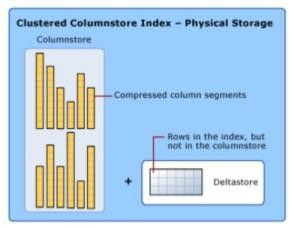 Clustered Columnstore Index – Physical Storage
Columnstore
Compressed column segments
Rows in the index, but
not in the columnstore
+
Deltastore